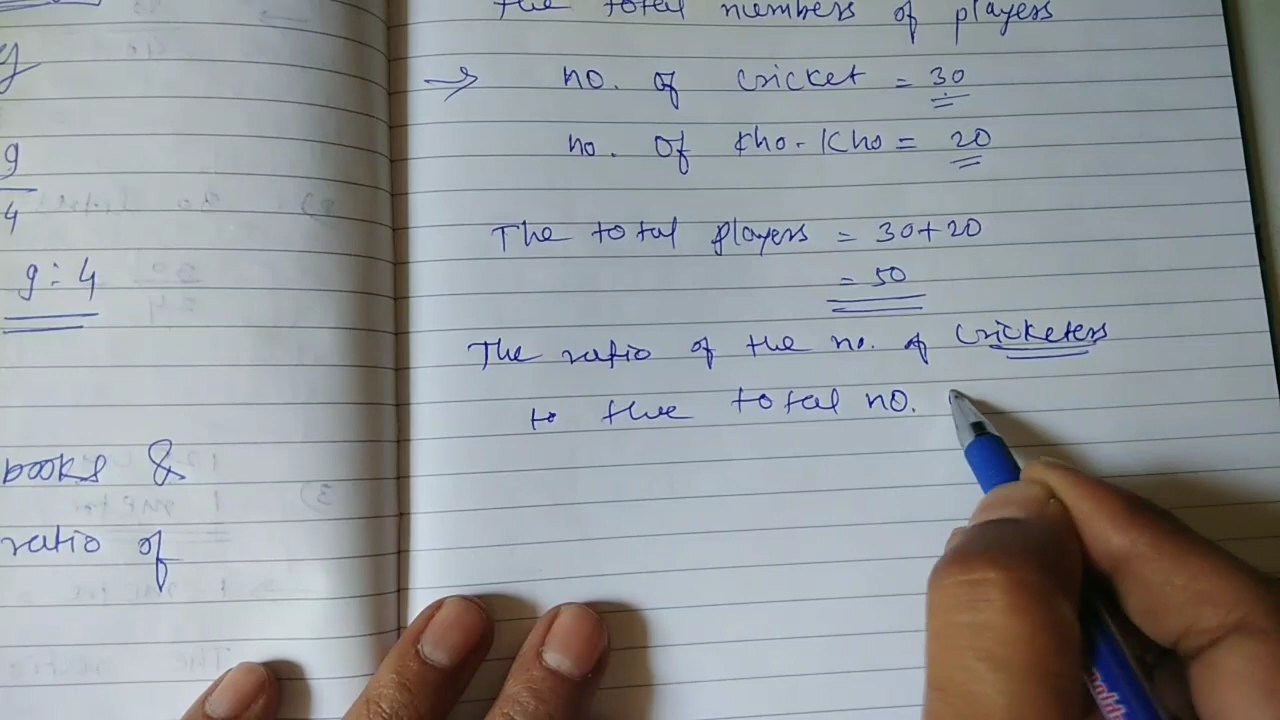 y
9
4
9:4
books &
ratio of
the total numbers of players
=> no. of cricket = 30
no. of Kho-Kho = 20
The total players = 30+20
= 50
The ratio of the no. of cricketers
to the total no.